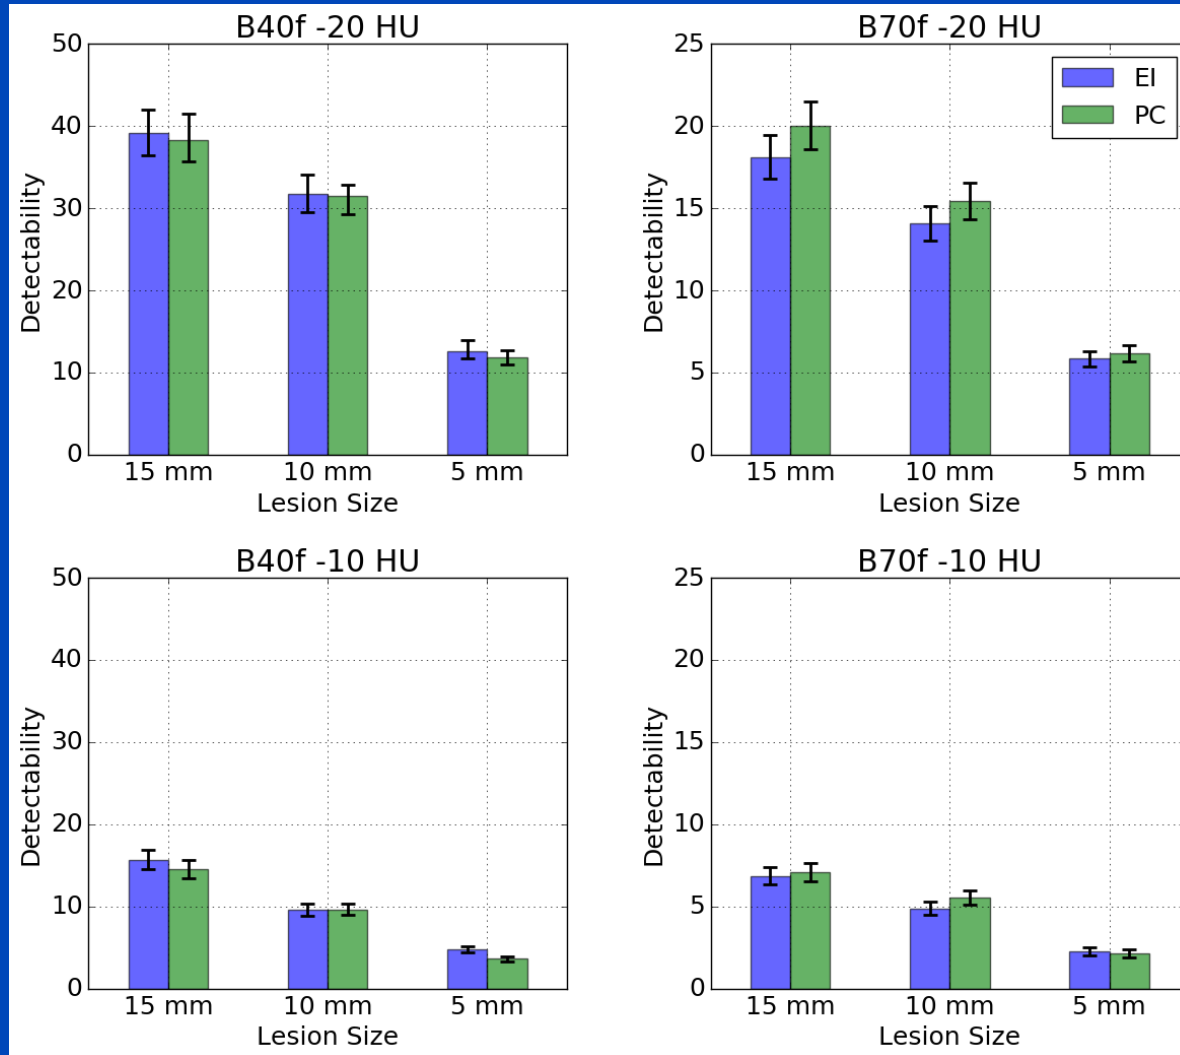 B40f -20 HU
50
40
30
20
10
0
Detectability
15 mm 10 mm 5 mm
Lesion Size
B70f -20 HU
25
20
15
10
5
0
Detectability
EI
PC
15 mm 10 mm 5 mm
Lesion Size
B40f -10 HU
50
40
30
20
10
0
Detectability
15 mm 10 mm 5 mm
Lesion Size
B70f -10 HU
25
20
15
10
5
0
Detectability
15 mm 10 mm 5 mm
Lesion Size